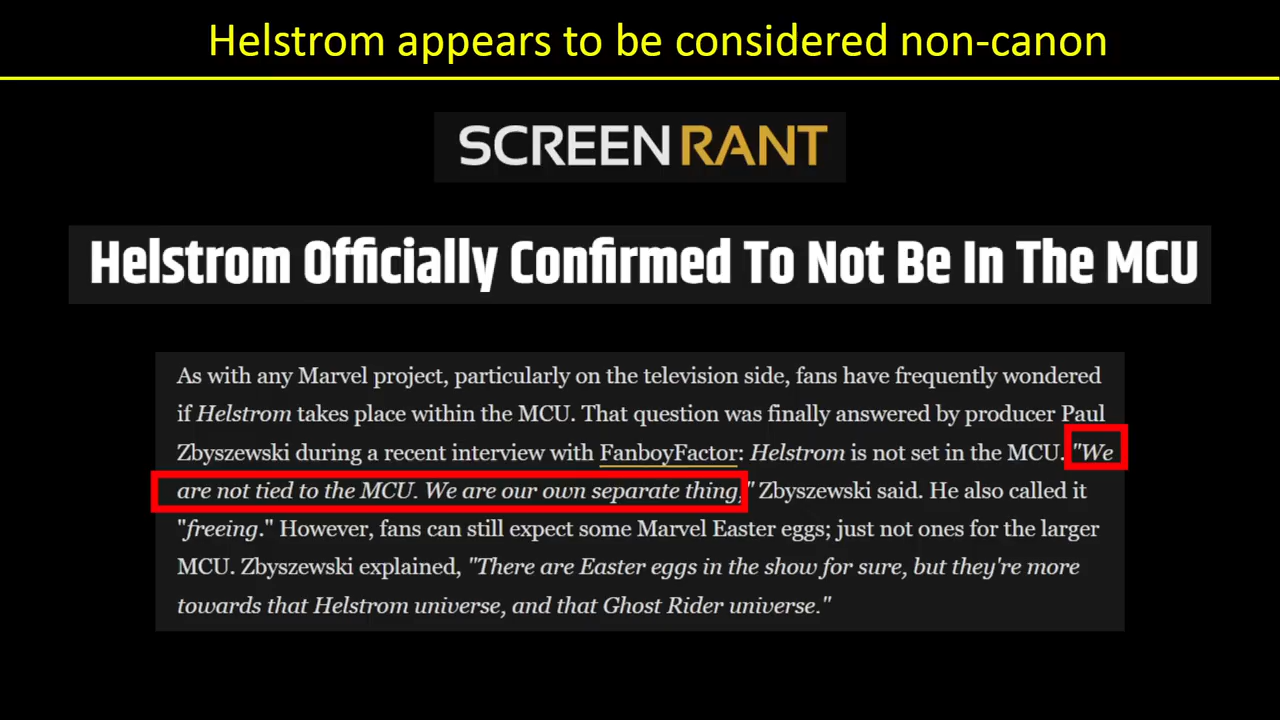 Helstrom appears to be considered non-canon
SCREENRANT
Helstrom Officially Confirmed To Not Be In The MCU
As with any Marvel project, particularly on the television side, fans have frequently wondered
if Helstrom takes place within the MCU. That question was finally answered by producer Paul
Zbyszewski during a recent interview with FanboyFactor: Helstrom is not set in the MCU. "We
are not tied to the MCU. We are our own separate thing," Zbyszewski said. He also called it
"freeing." However, fans can still expect some Marvel Easter eggs; just not ones for the larger
MCU. Zbyszewski explained, "There are Easter eggs in the show for sure, but they're more
towards that Helstrom universe, and that Ghost Rider universe."